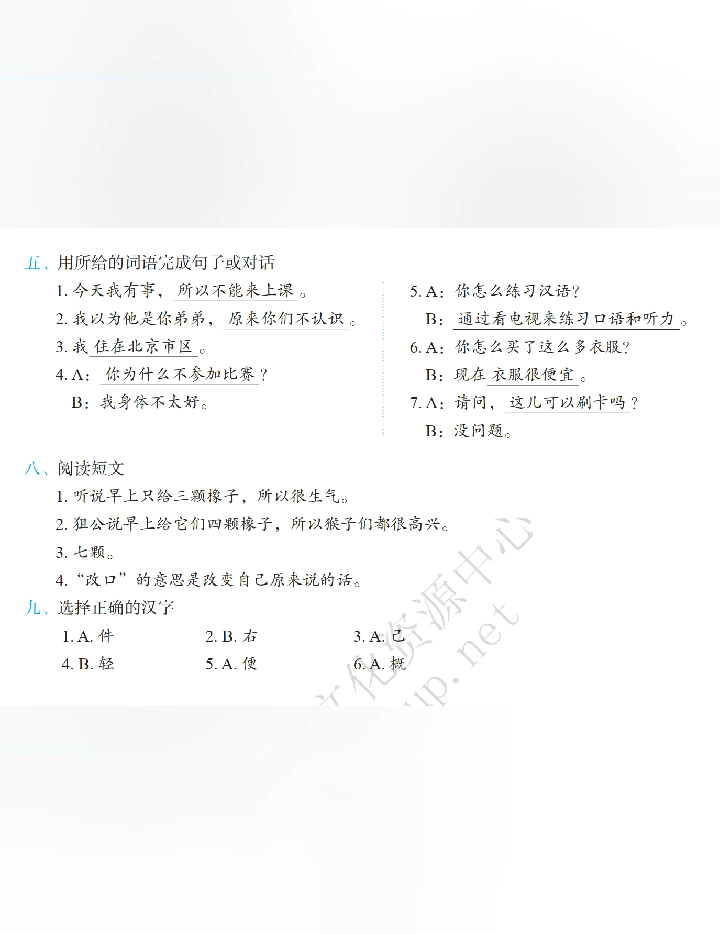 五、用所给的词语完成句子或对话
1. 今天我有事，所以不能来上课。
2. 我以为他是你弟弟，原来你们不认识。
3. 我住在北京市区。
4. A：你为什么不参加比赛？
B：我身体不太好。
5. A：你怎么练习汉语？
B：通过看电视来练习口语和听力。
6. A：你怎么买了这么多衣服？
B：现在衣服很便宜。
7. A：请问，这儿可以刷卡吗？
B：没问题。
八、阅读短文
1. 听说早上只给三颗橡子，所以很生气。
2. 狙公说早上给它们四颗橡子，所以猴子们都很高兴。
3. 七颗。
4. “改口”的意思是改变自己原来说的话。
九、选择正确的汉字
1. A. 件 2. B. 右 3. A. 己
4. B. 轻 5. A. 便 6. A. 概
文化资源中心
up.net